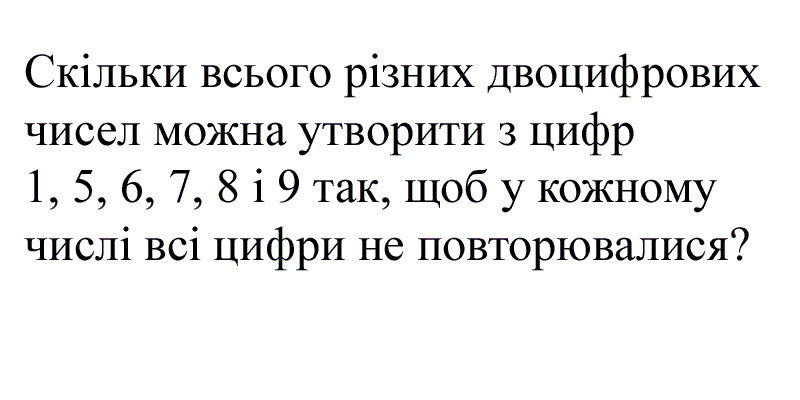 Скільки всього різних двоцифрових
чисел можна утворити з цифр
1, 5, 6, 7, 8 і 9 так, щоб у кожному
числі всі цифри не повторювалися?